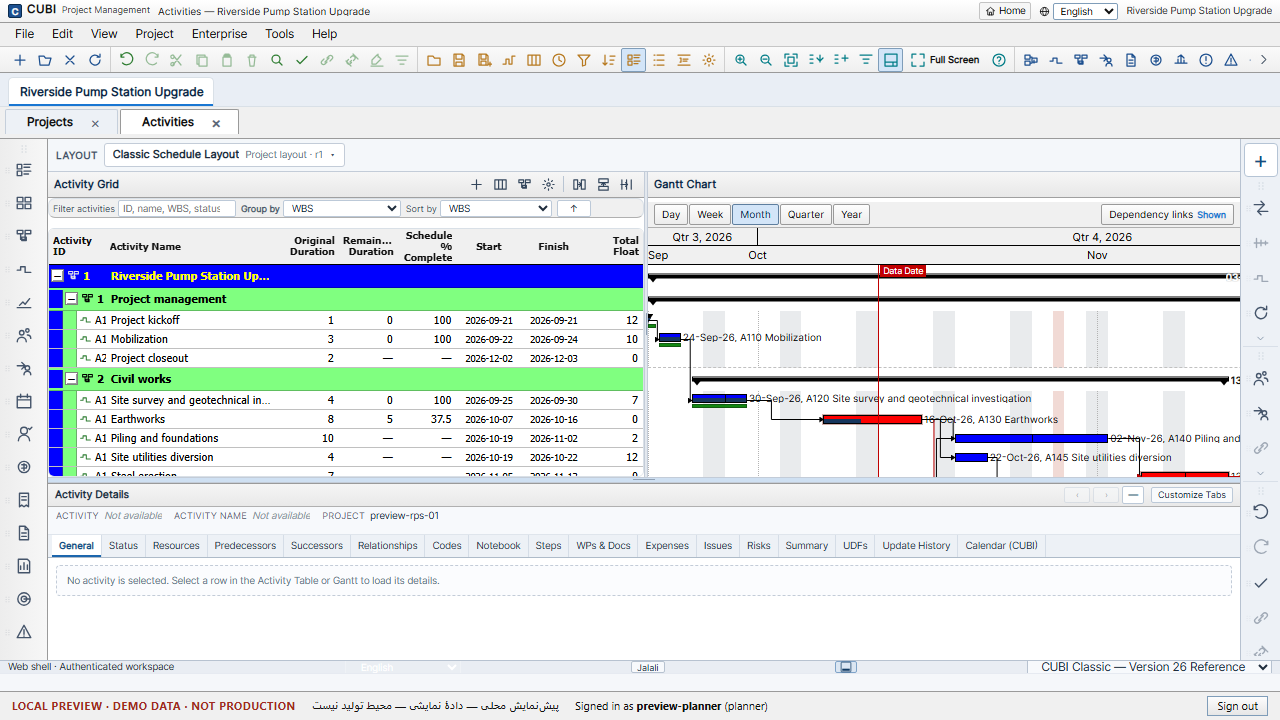 CUBI Project Management Activities — Riverside Pump Station Upgrade
Home English Riverside Pump Station Upgrade
File Edit View Project Enterprise Tools Help
Full Screen
Riverside Pump Station Upgrade
Projects Activities
LAYOUT Classic Schedule Layout Project layout · r1
Activity Grid
Filter activities ID, name, WBS, status Group by WBS Sort by WBS
Activity ID Activity Name Original Duration Remain... Duration Schedule % Complete Start Finish Total Float
1 Riverside Pump Station Up...
1 Project management
A1 Project kickoff 1 0 100 2026-09-21 2026-09-21 12
A1 Mobilization 3 0 100 2026-09-22 2026-09-24 10
A2 Project closeout 2 — — 2026-12-02 2026-12-03 0
2 Civil works
A1 Site survey and geotechnical in... 4 0 100 2026-09-25 2026-09-30 7
A1 Earthworks 8 5 37.5 2026-10-07 2026-10-16 0
A1 Piling and foundations 10 — — 2026-10-19 2026-11-02 2
A1 Site utilities diversion 4 — — 2026-10-19 2026-10-22 12
Gantt Chart
Day Week Month Quarter Year Dependency links Shown
Qtr 3, 2026 Qtr 4, 2026
Sep Oct Nov
Data Date
24-Sep-26, A110 Mobilization
13
30-Sep-26, A120 Site survey and geotechnical investigation
16-Oct-26, A130 Earthworks
02-Nov-26, A140 Piling and
22-Oct-26, A145 Site utilities diversion
Activity Details
Customize Tabs
ACTIVITY Not available ACTIVITY NAME Not available PROJECT preview-rps-01
General Status Resources Predecessors Successors Relationships Codes Notebook Steps WPs & Docs Expenses Issues Risks Summary UDFs Update History Calendar (CUBI)
No activity is selected. Select a row in the Activity Table or Gantt to load its details.
Web shell · Authenticated workspace English Jalali CUBI Classic — Version 26 Reference
LOCAL PREVIEW · DEMO DATA · NOT PRODUCTION پیش‌نمایش محلی — دادهٔ نمایشی — محیط تولید نیست Signed in as preview-planner (planner) Sign out